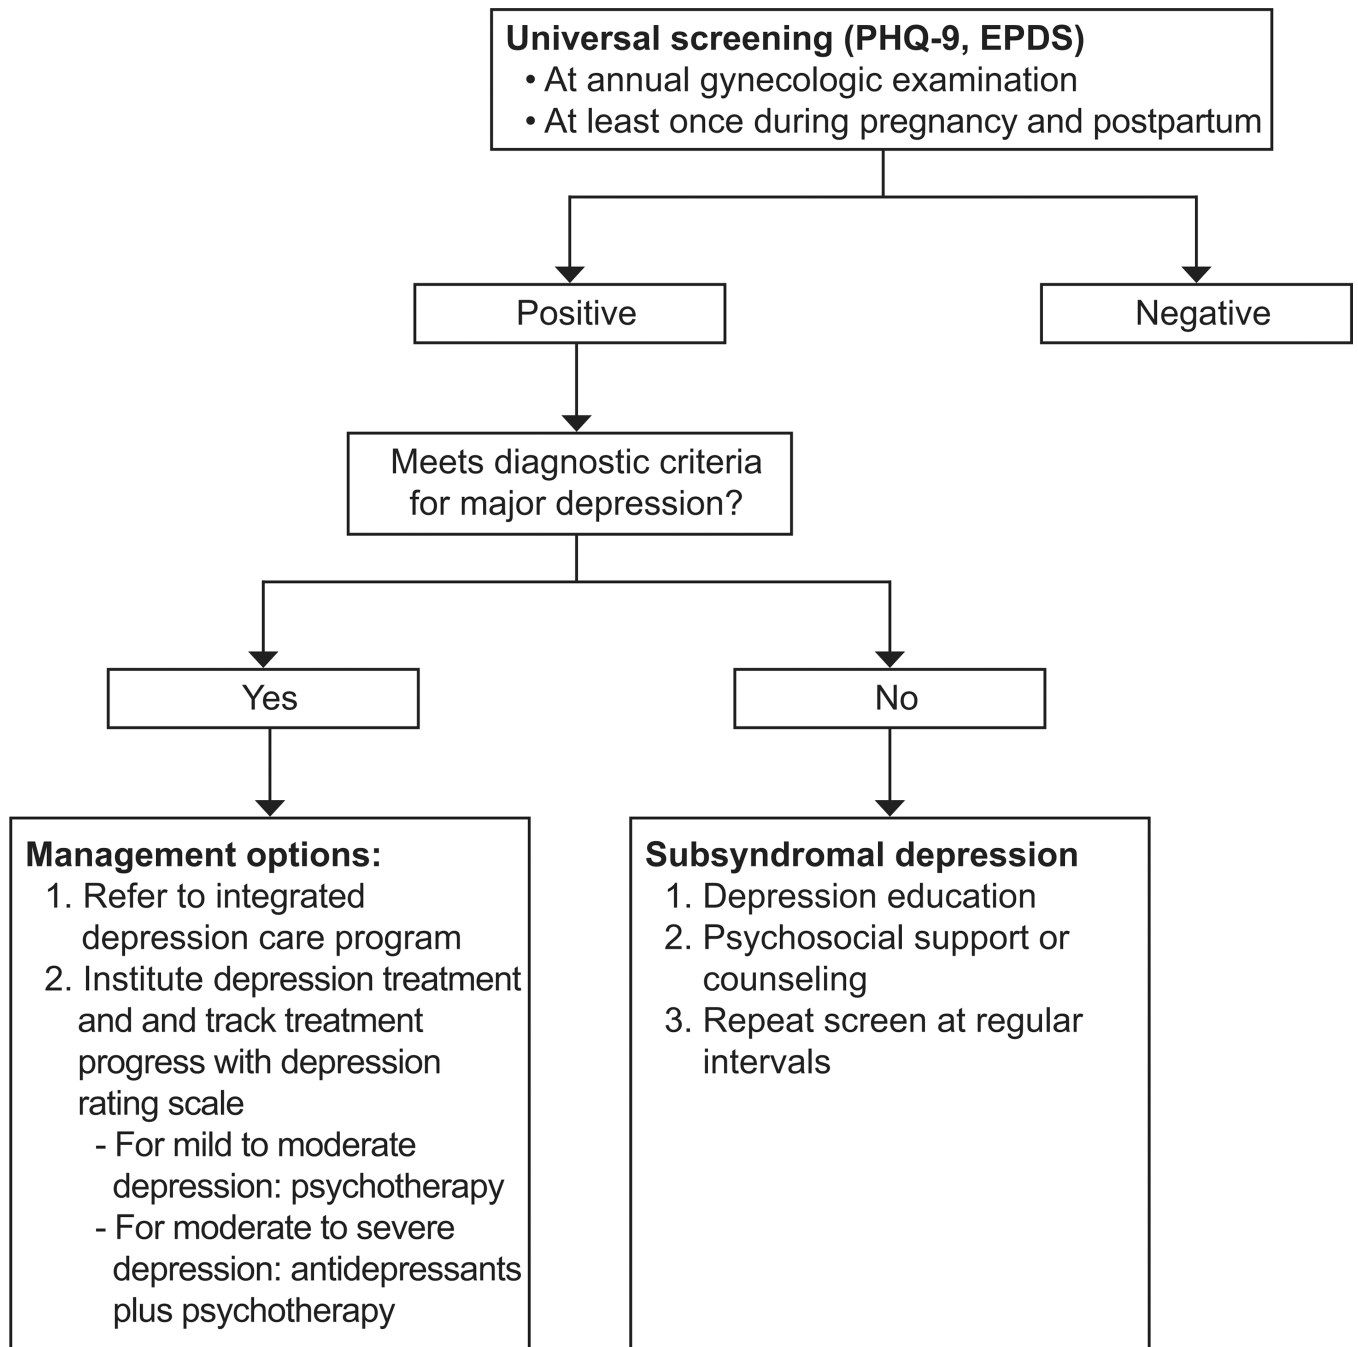 Universal screening (PHQ-9, EPDS)
• At annual gynecologic examination
• At least once during pregnancy and postpartum
Positive
Negative
Meets diagnostic criteria
for major depression?
Yes
No
Management options:
1. Refer to integrated
depression care program
2. Institute depression treatment
and and track treatment
progress with depression
rating scale
- For mild to moderate
depression: psychotherapy
- For moderate to severe
depression: antidepressants
plus psychotherapy
Subsyndromal depression
1. Depression education
2. Psychosocial support or
counseling
3. Repeat screen at regular
intervals